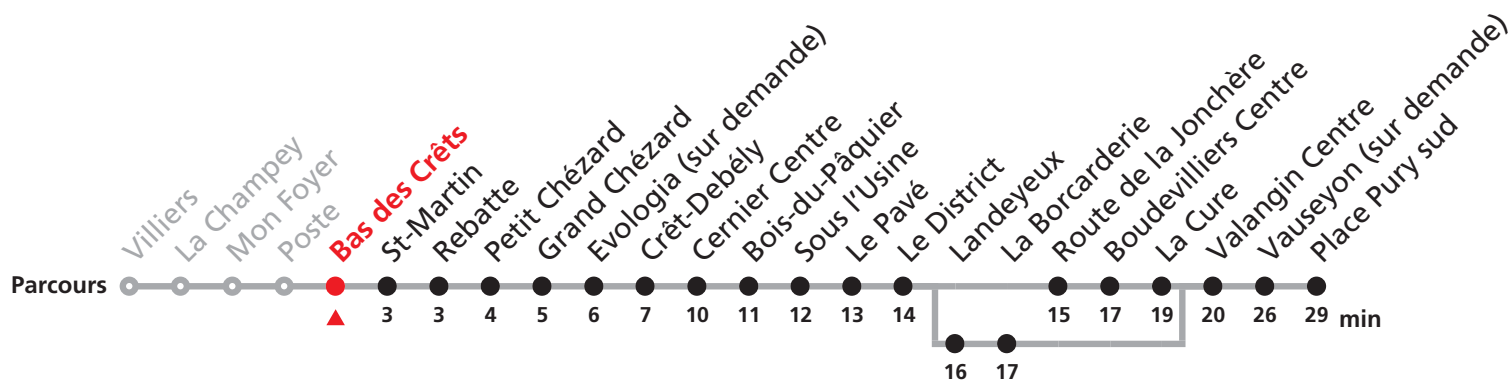 Villiers
La Champey
Mon Foyer
Poste
Bas des Crêts
St-Martin
Rebatte
Petit Chézard
Grand Chézard
Evologia (sur demande)
Crêt-Debély
Cernier Centre
Bois-du-Pâquier
Sous l'Usine
Le Pavé
Le District
Landeyeux
La Borcarderie
Route de la Jonchère
Boudevilliers Centre
La Cure
Valangin Centre
Vauseyon (sur demande)
Place Pury sud
Parcours
3 3 4 5 6 7 10 11 12 13 14 15 17 19 20 26 29 min
16 17